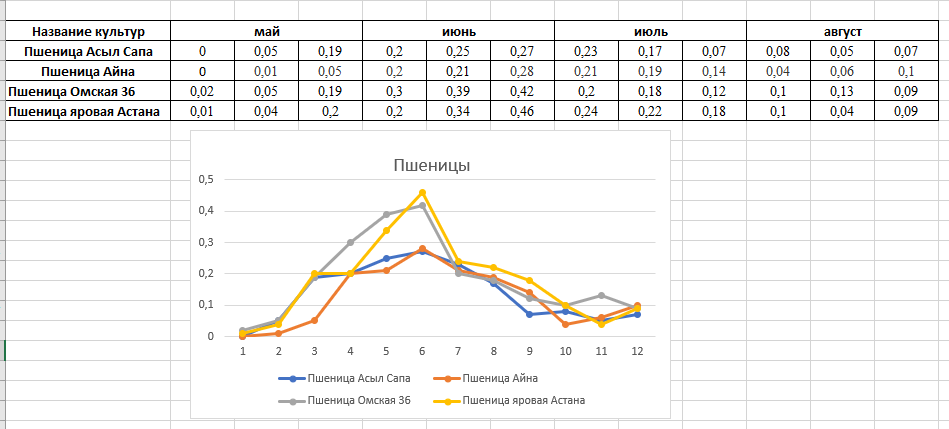 Название культур май июнь июль август
Пшеница Асыл Сапа 0 0,05 0,19 0,2 0,25 0,27 0,23 0,17 0,07 0,08 0,05 0,07
Пшеница Айна 0 0,01 0,05 0,2 0,21 0,28 0,21 0,19 0,14 0,04 0,06 0,1
Пшеница Омская 36 0,02 0,05 0,19 0,3 0,39 0,42 0,2 0,18 0,12 0,1 0,13 0,09
Пшеница яровая Астана 0,01 0,04 0,2 0,2 0,34 0,46 0,24 0,22 0,18 0,1 0,04 0,09
Пшеницы
0,5
0,4
0,3
0,2
0,1
0
1 2 3 4 5 6 7 8 9 10 11 12
Пшеница Асыл Сапа Пшеница Айна
Пшеница Омская 36 Пшеница яровая Астана